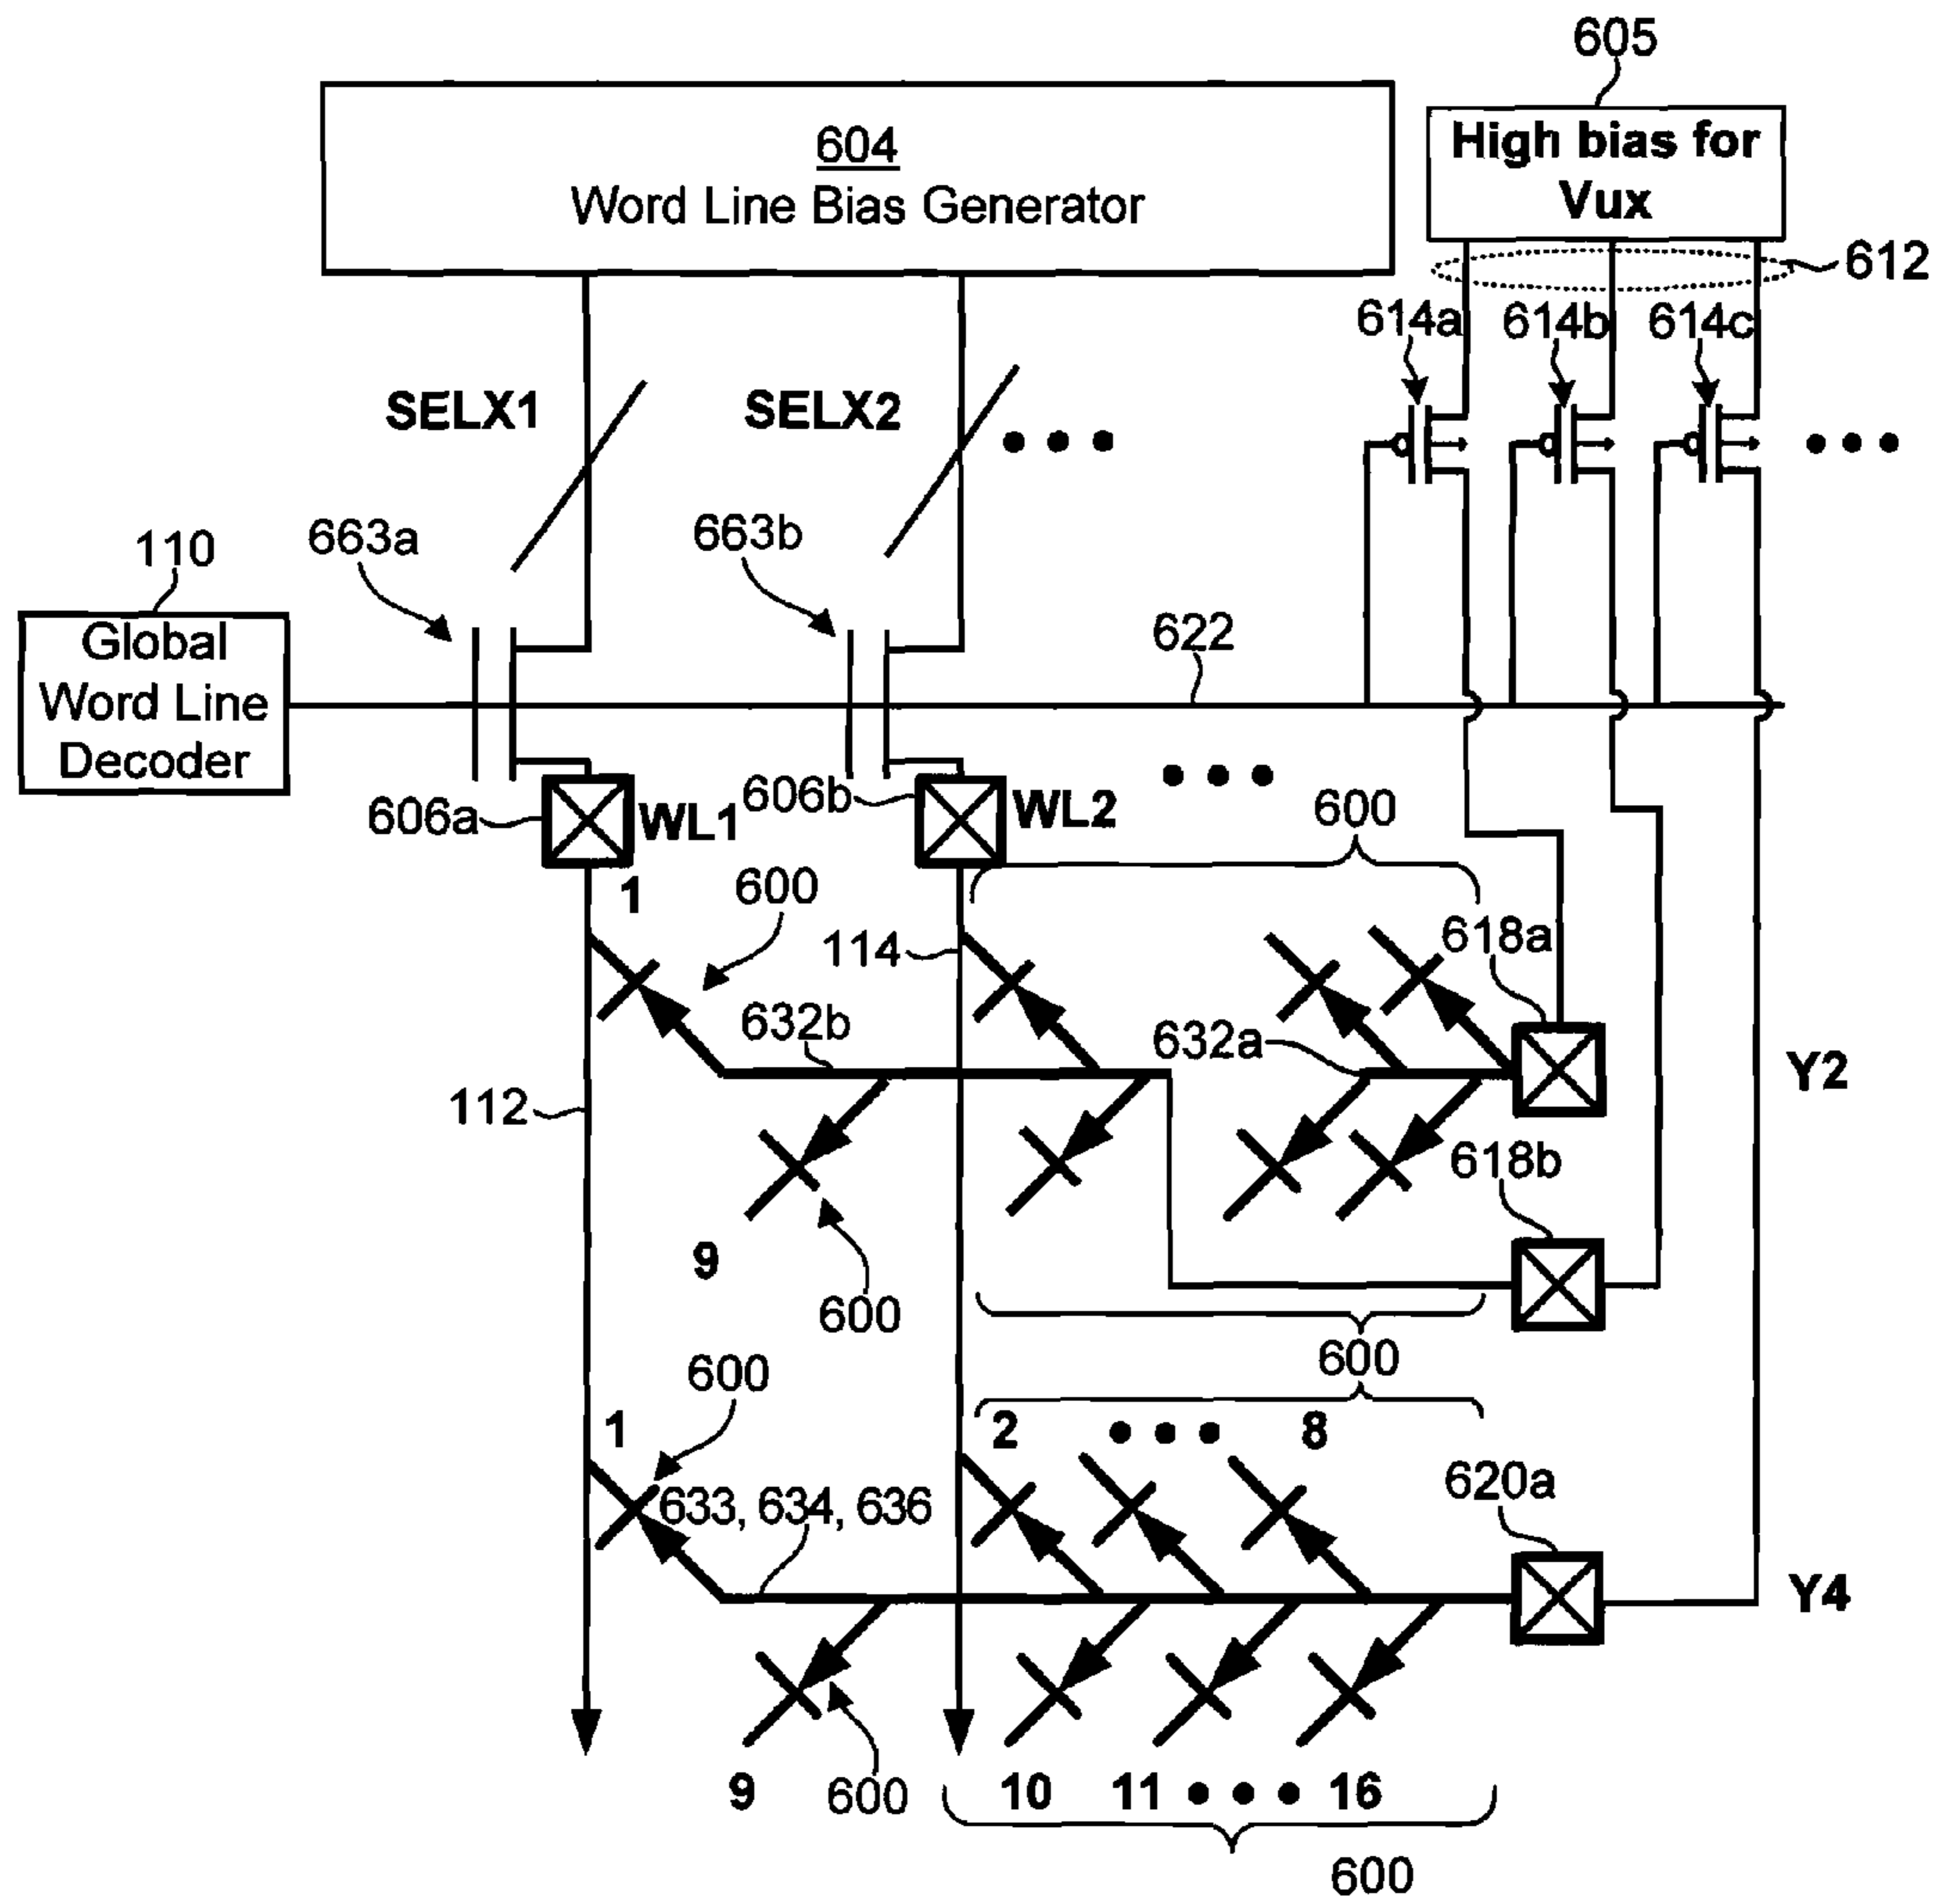 605
604
Word Line Bias Generator
High bias for
Vux
612
614a
614b
614c
SELX1
SELX2
663a
663b
110
Global
Word Line
Decoder
622
606a
WL1
606b
WL2
600
1
600
114
618a
632b
632a
112
Y2
618b
9
600
600
600
1
2
8
633, 634, 636
620a
Y4
9
600
10
11
16
600